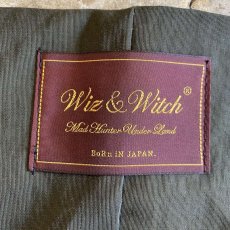 Wiz & Witch®
Mad Hunter Under Land
BoRn iN JAPAN.